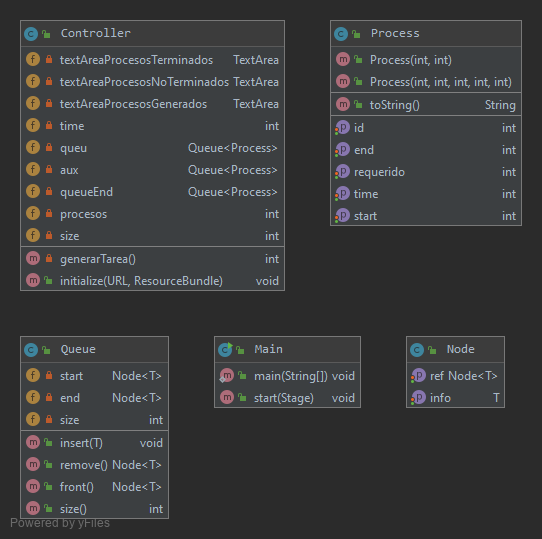 Controller
textAreaProcesosTerminados TextArea
textAreaProcesosNoTerminados TextArea
textAreaProcesosGenerados TextArea
time int
queu Queue<Process>
aux Queue<Process>
queueEnd Queue<Process>
procesos int
size int
generarTarea() int
initialize(URL, ResourceBundle) void
Process
Process(int, int)
Process(int, int, int, int, int)
toString() String
id int
end int
requerido int
time int
start int
Queue
start Node<T>
end Node<T>
size int
insert(T) void
remove() Node<T>
front() Node<T>
size() int
Main
main(String[]) void
start(Stage) void
Node
ref Node<T>
info T
Powered by yFiles